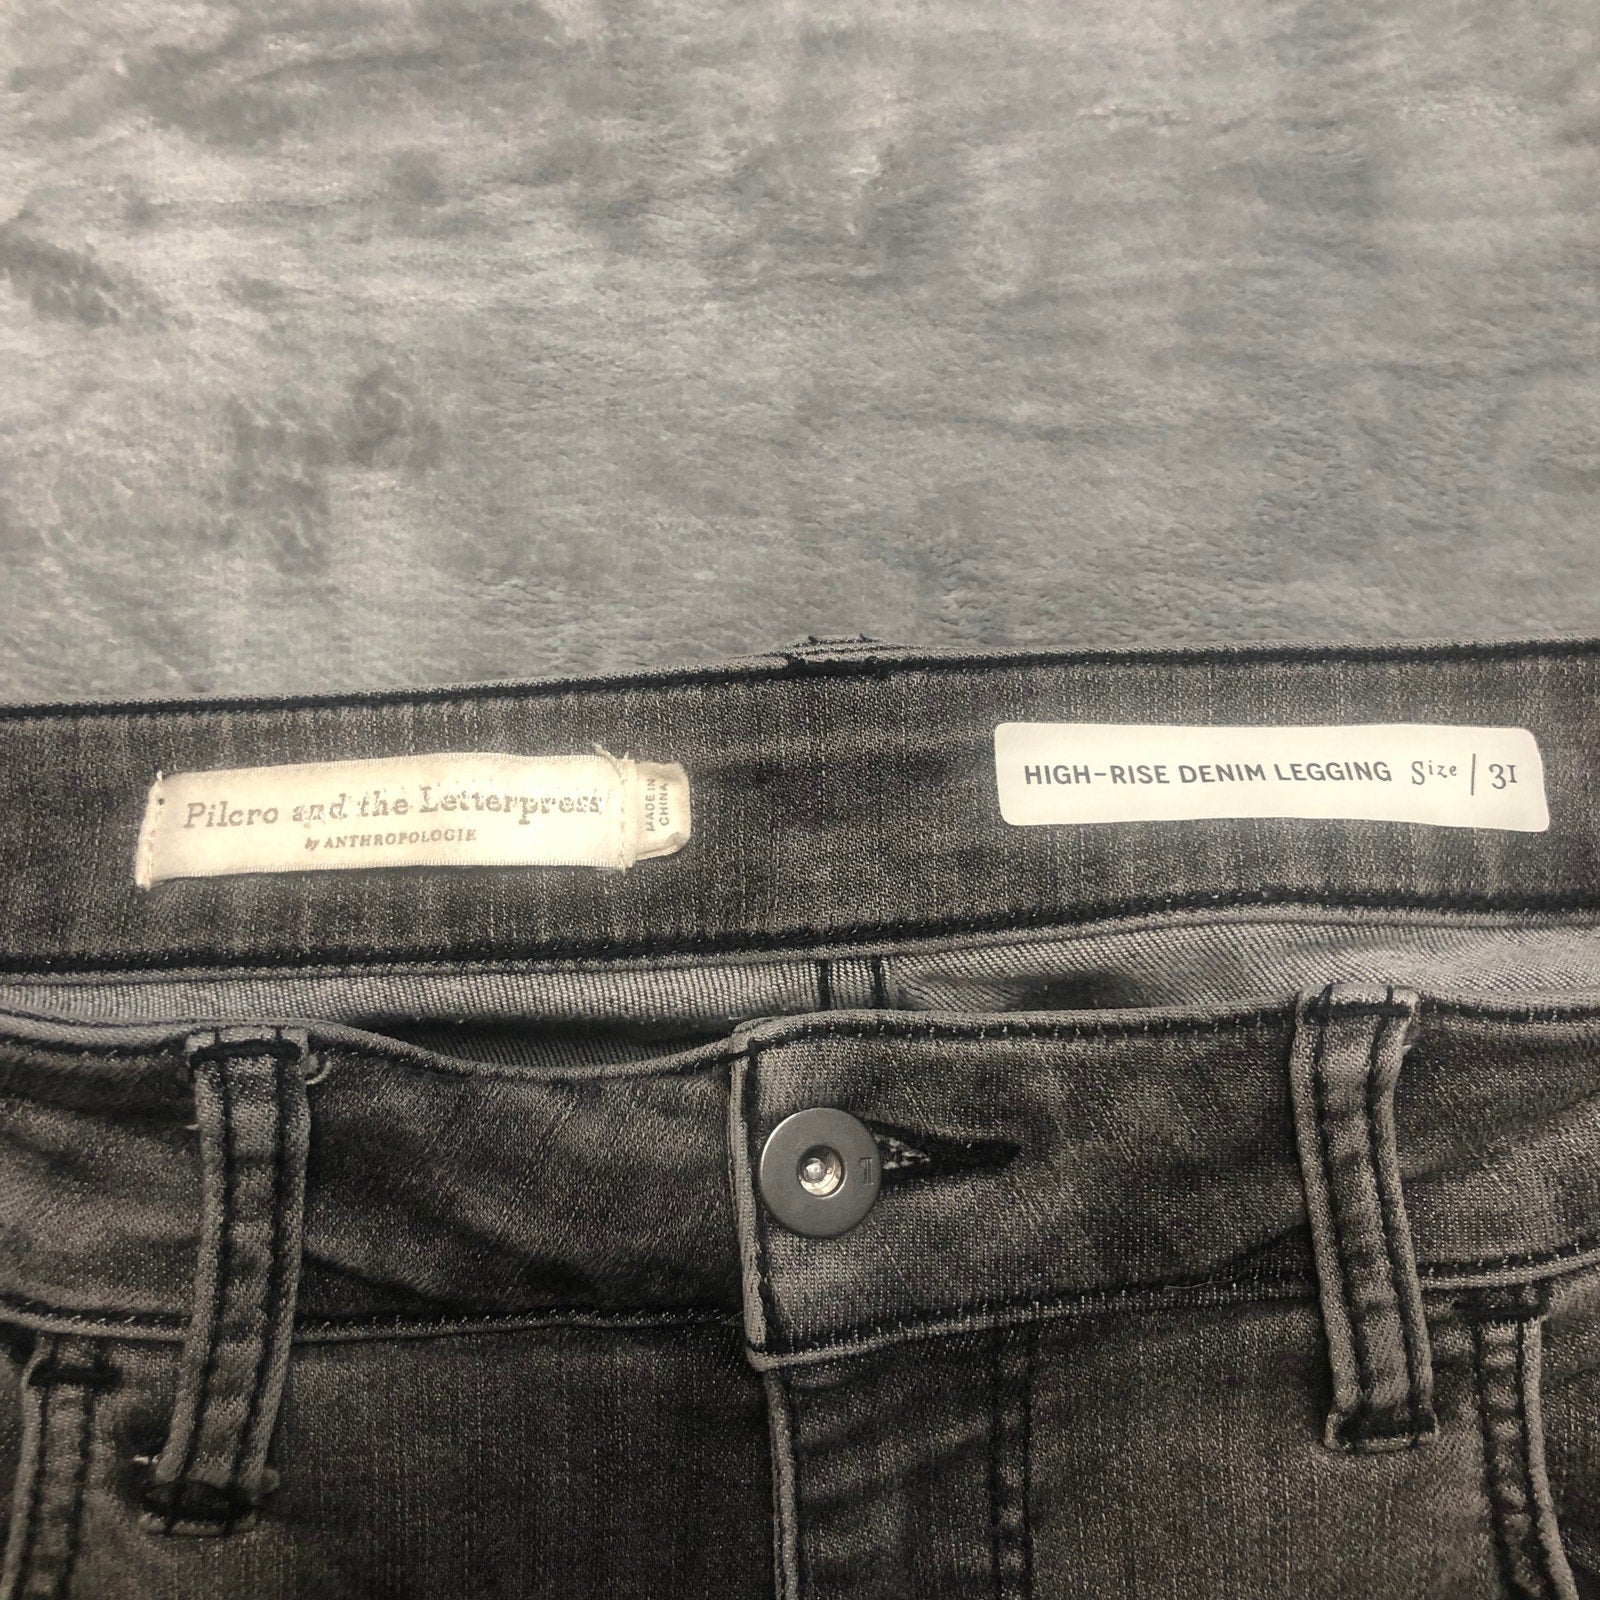 Pilcro and the Letterpress
by ANTHROPOLOGIE
MADE IN
CHINA
HIGH-RISE DENIM LEGGING Size | 31